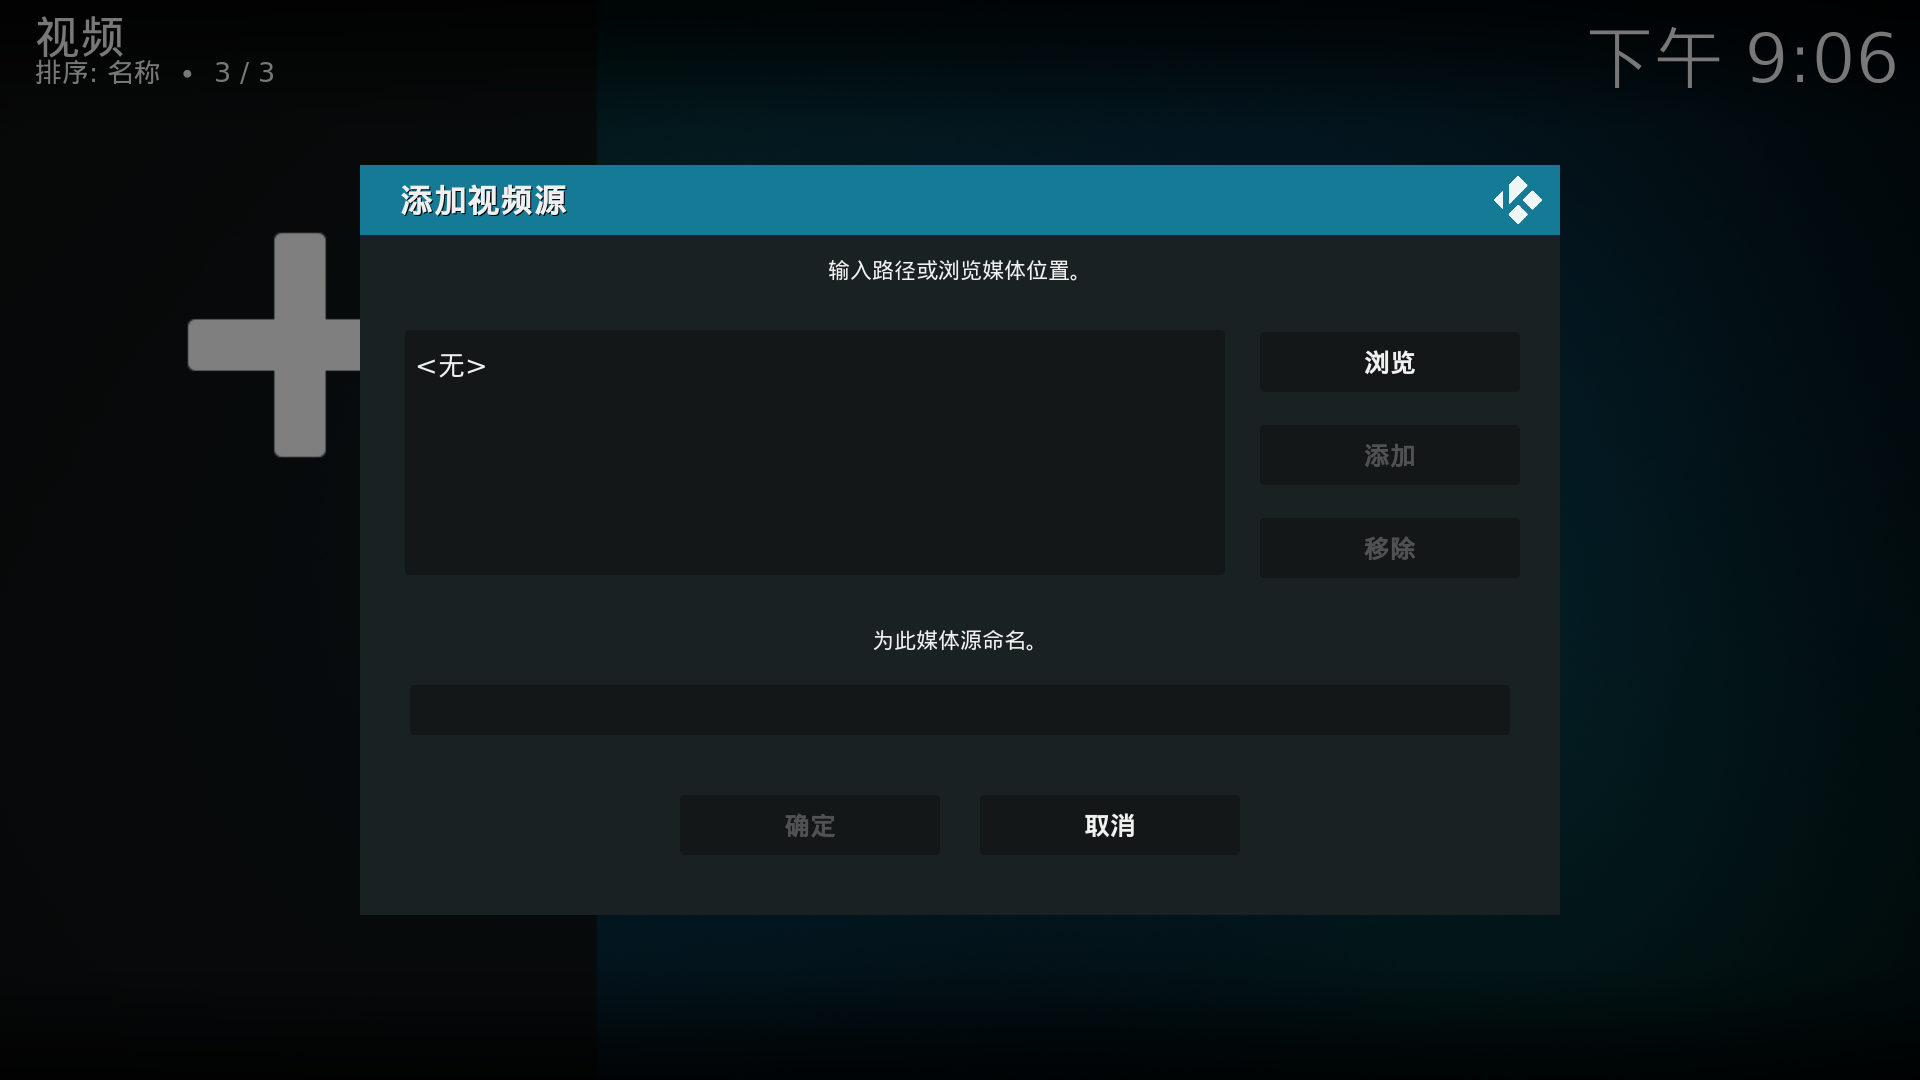 视频
排序: 名称 • 3 / 3
下午 9:06
添加视频源
输入路径或浏览媒体位置。
<无>
浏览
添加
移除
为此媒体源命名。
确定
取消